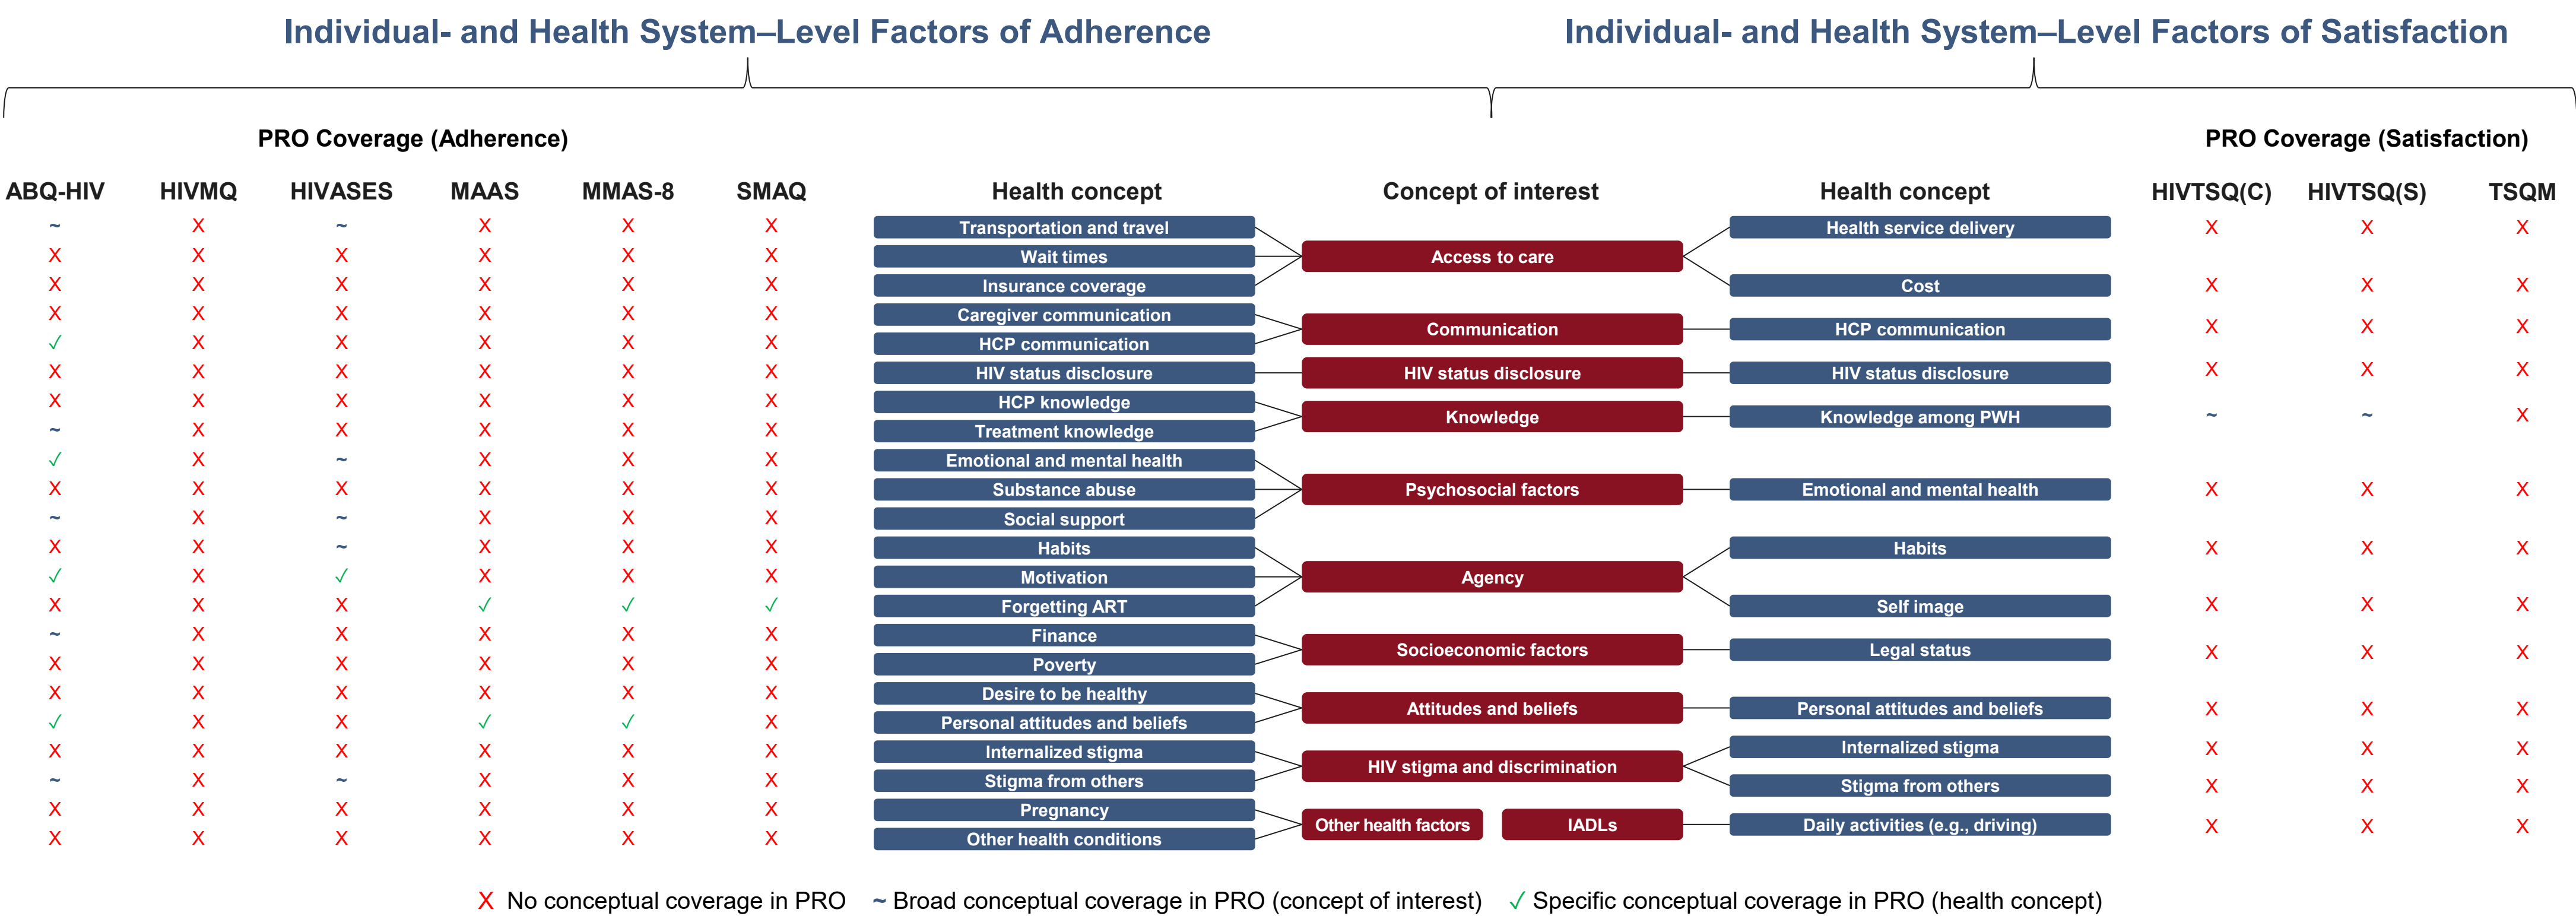 Individual- and Health System–Level Factors of Adherence
Individual- and Health System–Level Factors of Satisfaction
PRO Coverage (Adherence)
PRO Coverage (Satisfaction)
ABQ-HIV HIVMQ HIVASES MAAS MMAS-8 SMAQ Health concept Concept of interest Health concept HIVTSQ(C) HIVTSQ(S) TSQM
~ X ~ X X X Transportation and travel Health service delivery X X X
X X X X X X Wait times Access to care
X X X X X X Insurance coverage Cost X X X
X X X X X X Caregiver communication
Communication HCP communication X X X
✓ X X X X X HCP communication
X X X X X X HIV status disclosure HIV status disclosure HIV status disclosure X X X
X X X X X X HCP knowledge
Knowledge Knowledge among PWH ~ ~ X
~ X X X X X Treatment knowledge
✓ X ~ X X X Emotional and mental health
X X X X X X Substance abuse Psychosocial factors Emotional and mental health X X X
~ X ~ X X X Social support
X X ~ X X X Habits Habits X X X
✓ X ✓ X X X Motivation Agency
X X X ✓ ✓ ✓ Forgetting ART Self image X X X
~ X X X X X Finance
Socioeconomic factors Legal status X X X
X X X X X X Poverty
X X X X X X Desire to be healthy
Attitudes and beliefs Personal attitudes and beliefs X X X
✓ X X ✓ ✓ X Personal attitudes and beliefs
X X X X X X Internalized stigma Internalized stigma X X X
HIV stigma and discrimination
~ X ~ X X X Stigma from others Stigma from others X X X
X X X X X X Pregnancy
Other health factors IADLs Daily activities (e.g., driving) X X X
X X X X X X Other health conditions
X No conceptual coverage in PRO ~ Broad conceptual coverage in PRO (concept of interest) ✓ Specific conceptual coverage in PRO (health concept)